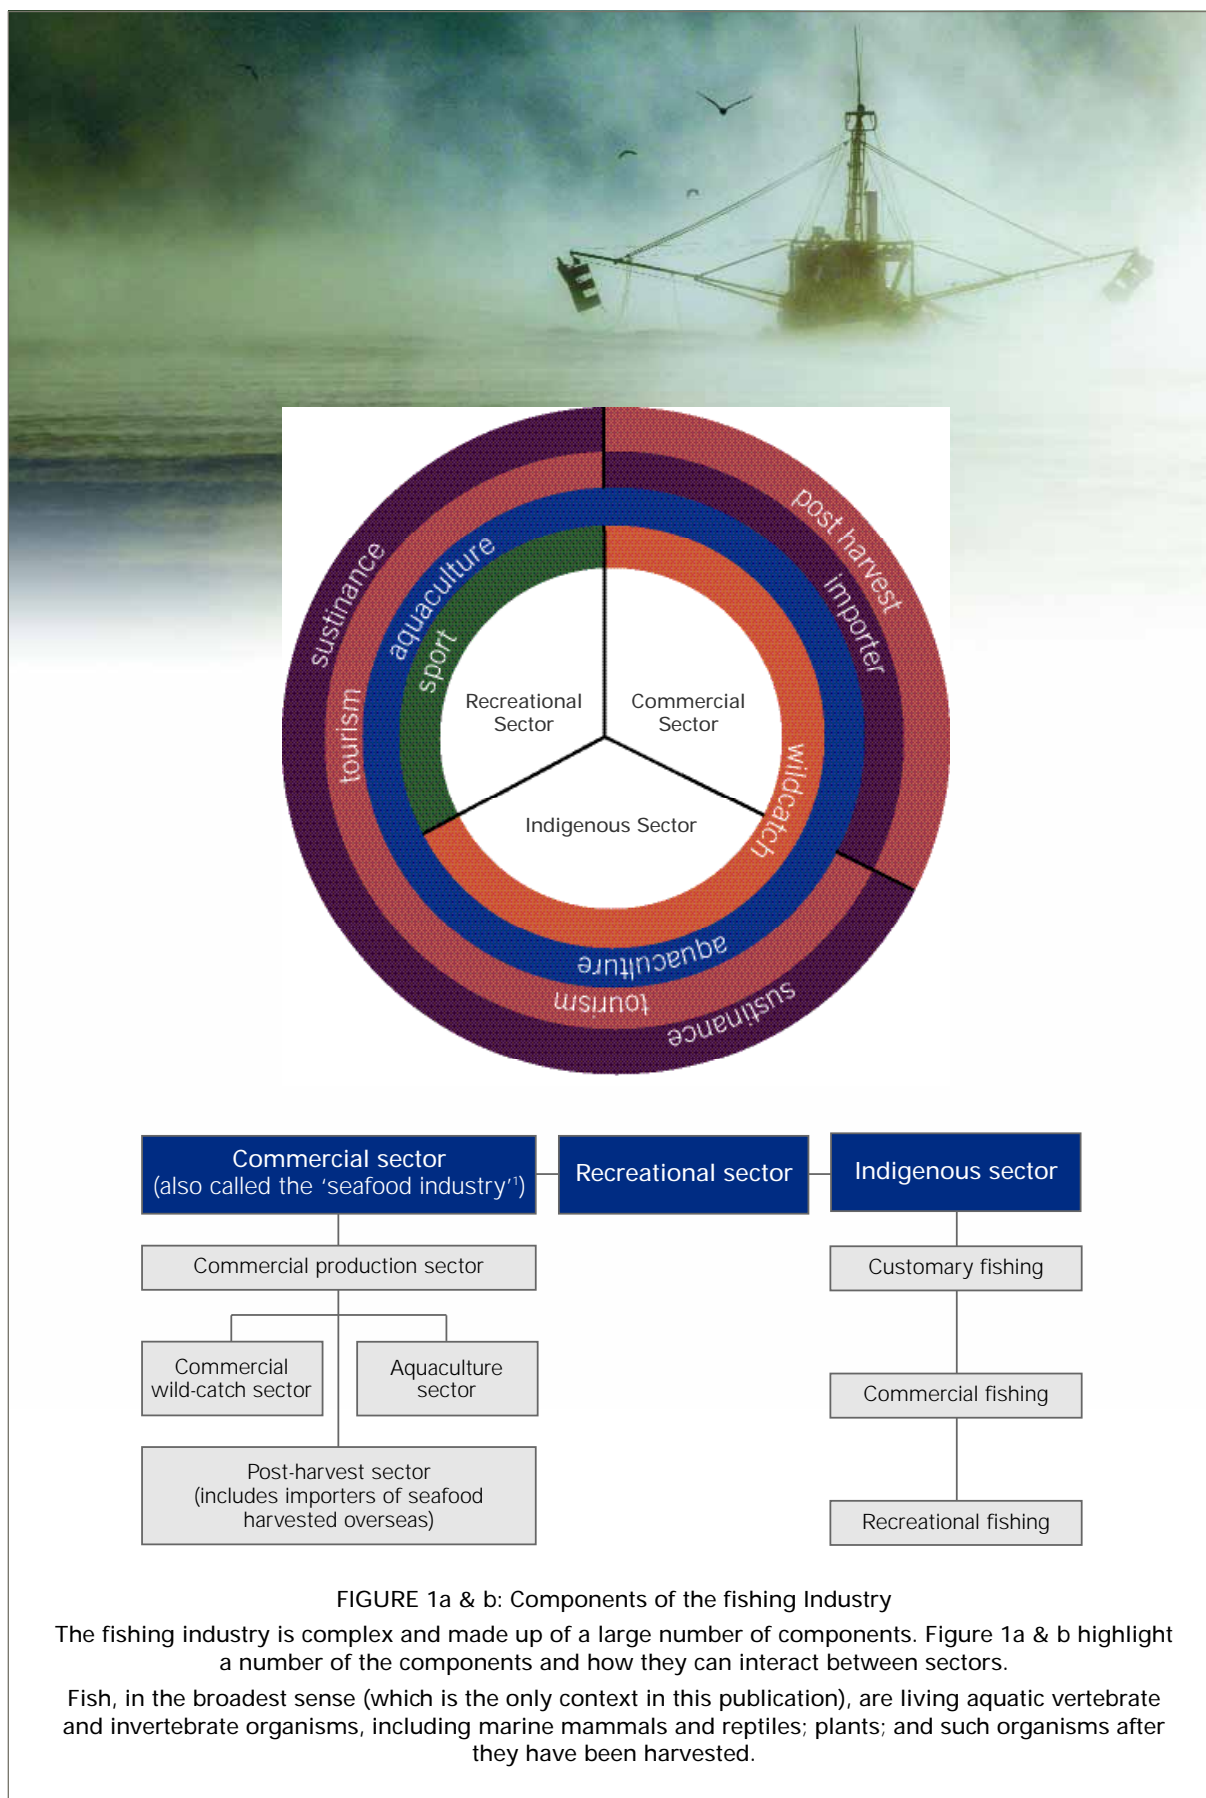 post harvest
importer
sustinance
aquaculture
sport
tourism
Recreational
Sector
Commercial
Sector
wildcatch
Indigenous Sector
aquaculture
tourism
sustinance
Commercial sector
(also called the ‘seafood industry’¹)
Recreational sector
Indigenous sector
Commercial production sector
Customary fishing
Commercial
wild-catch sector
Aquaculture
sector
Commercial fishing
Post-harvest sector
(includes importers of seafood
harvested overseas)
Recreational fishing
FIGURE 1a & b: Components of the fishing Industry
The fishing industry is complex and made up of a large number of components. Figure 1a & b highlight
a number of the components and how they can interact between sectors.
Fish, in the broadest sense (which is the only context in this publication), are living aquatic vertebrate
and invertebrate organisms, including marine mammals and reptiles; plants; and such organisms after
they have been harvested.